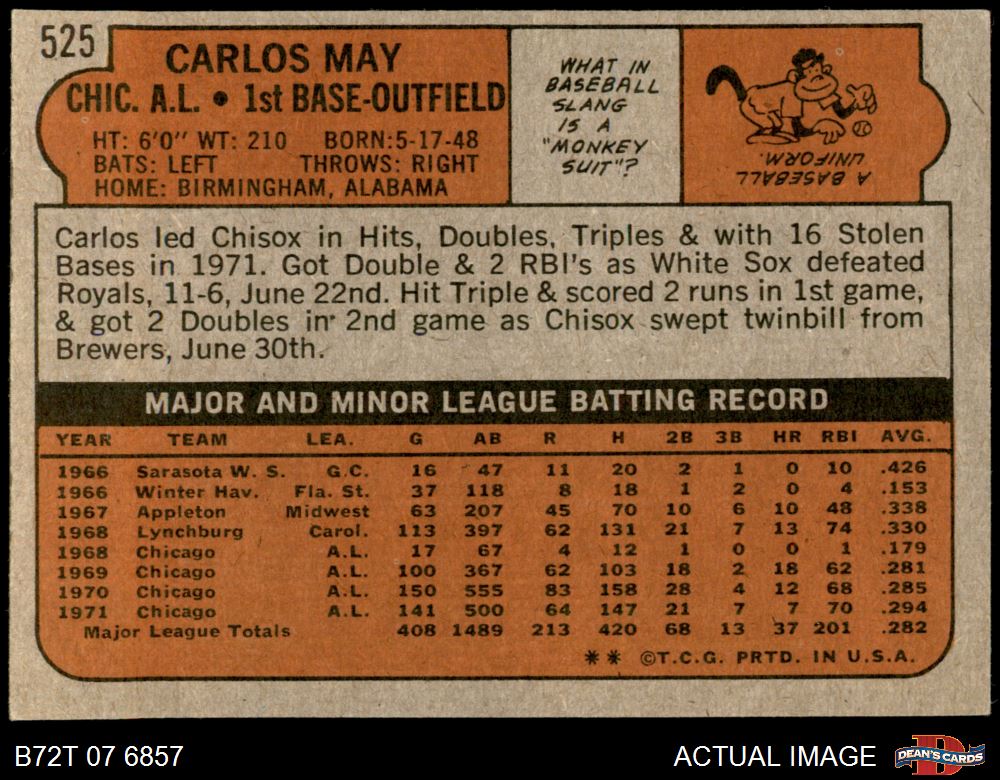 525
CARLOS MAY
CHIC. A.L. • 1st BASE-OUTFIELD
HT: 6'0" WT: 210 BORN:5-17-48
BATS: LEFT THROWS: RIGHT
HOME: BIRMINGHAM, ALABAMA
WHAT IN
BASEBALL
SLANG
IS A
"MONKEY
SUIT"?
A BASEBALL
UNIFORM.
Carlos led Chisox in Hits, Doubles, Triples & with 16 Stolen
Bases in 1971. Got Double & 2 RBI's as White Sox defeated
Royals, 11-6, June 22nd. Hit Triple & scored 2 runs in 1st game,
& got 2 Doubles in 2nd game as Chisox swept twinbill from
Brewers, June 30th.
MAJOR AND MINOR LEAGUE BATTING RECORD
YEAR TEAM LEA. G AB R H 2B 3B HR RBI AVG.
1966 Sarasota W. S. G.C. 16 47 11 20 2 1 0 10 .426
1966 Winter Hav. Fla. St. 37 118 8 18 1 2 0 4 .153
1967 Appleton Midwest 63 207 45 70 10 6 10 48 .338
1968 Lynchburg Carol. 113 397 62 131 21 7 13 74 .330
1968 Chicago A.L. 17 67 4 12 1 0 0 1 .179
1969 Chicago A.L. 100 367 62 103 18 2 18 62 .281
1970 Chicago A.L. 150 555 83 158 28 4 12 68 .285
1971 Chicago A.L. 141 500 64 147 21 7 7 70 .294
Major League Totals 408 1489 213 420 68 13 37 201 .282
** ©T.C.G. PRTD. IN U.S.A.
B72T 07 6857
ACTUAL IMAGE
D
DEAN'S CARDS